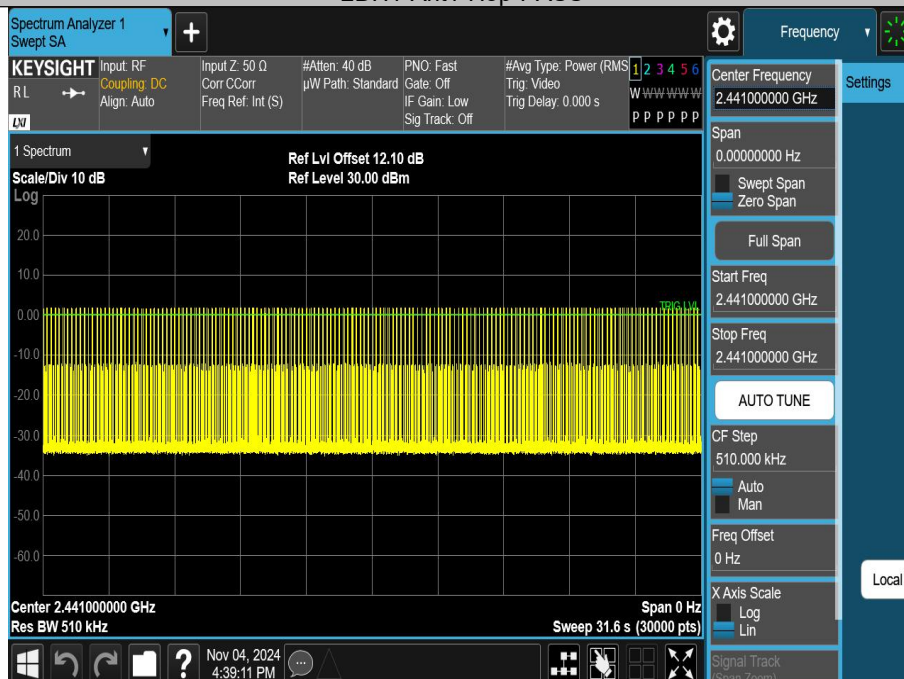 Spectrum Analyzer 1
Swept SA
+
Frequency
KEYSIGHT
R L
LXI
Input: RF
Coupling: DC
Align: Auto
Input Z: 50 Ω
Corr CCorr
Freq Ref: Int (S)
#Atten: 40 dB
µW Path: Standard
PNO: Fast
Gate: Off
IF Gain: Low
Sig Track: Off
#Avg Type: Power (RMS
Trig: Video
Trig Delay: 0.000 s
1 2 3 4 5 6
W W W W W W
P P P P P P
1 Spectrum
Scale/Div 10 dB
Log
Ref Lvl Offset 12.10 dB
Ref Level 30.00 dBm
20.0
10.0
0.00
-10.0
-20.0
-30.0
-40.0
-50.0
-60.0
TRIG LVL
Center 2.441000000 GHz
Res BW 510 kHz
Span 0 Hz
Sweep 31.6 s (30000 pts)
Center Frequency
2.441000000 GHz
Settings
Span
0.00000000 Hz
Swept Span
Zero Span
Full Span
Start Freq
2.441000000 GHz
Stop Freq
2.441000000 GHz
AUTO TUNE
CF Step
510.000 kHz
Auto
Man
Freq Offset
0 Hz
X Axis Scale
Log
Lin
Local
Signal Track
(Span Zoom)
?
Nov 04, 2024
4:39:11 PM